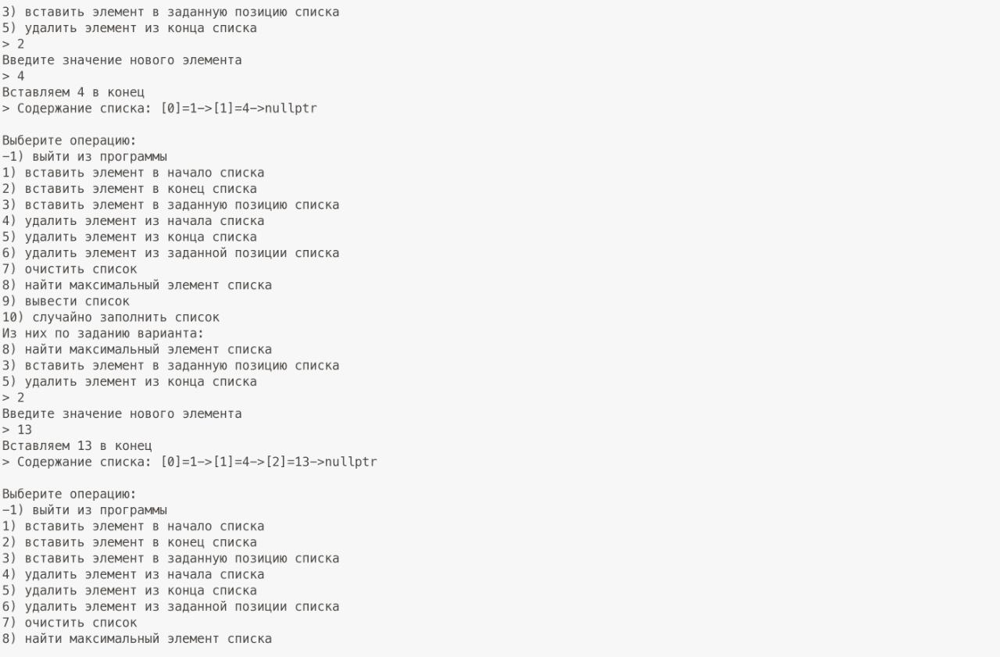 3) вставить элемент в заданную позицию списка
5) удалить элемент из конца списка
> 2
Введите значение нового элемента
> 4
Вставляем 4 в конец
> Содержание списка: [0]=1->[1]=4->nullptr
Выберите операцию:
-1) выйти из программы
1) вставить элемент в начало списка
2) вставить элемент в конец списка
3) вставить элемент в заданную позицию списка
4) удалить элемент из начала списка
5) удалить элемент из конца списка
6) удалить элемент из заданной позиции списка
7) очистить список
8) найти максимальный элемент списка
9) вывести список
10) случайно заполнить список
Из них по заданию варианта:
8) найти максимальный элемент списка
3) вставить элемент в заданную позицию списка
5) удалить элемент из конца списка
> 2
Введите значение нового элемента
> 13
Вставляем 13 в конец
> Содержание списка: [0]=1->[1]=4->[2]=13->nullptr
Выберите операцию:
-1) выйти из программы
1) вставить элемент в начало списка
2) вставить элемент в конец списка
3) вставить элемент в заданную позицию списка
4) удалить элемент из начала списка
5) удалить элемент из конца списка
6) удалить элемент из заданной позиции списка
7) очистить список
8) найти максимальный элемент списка